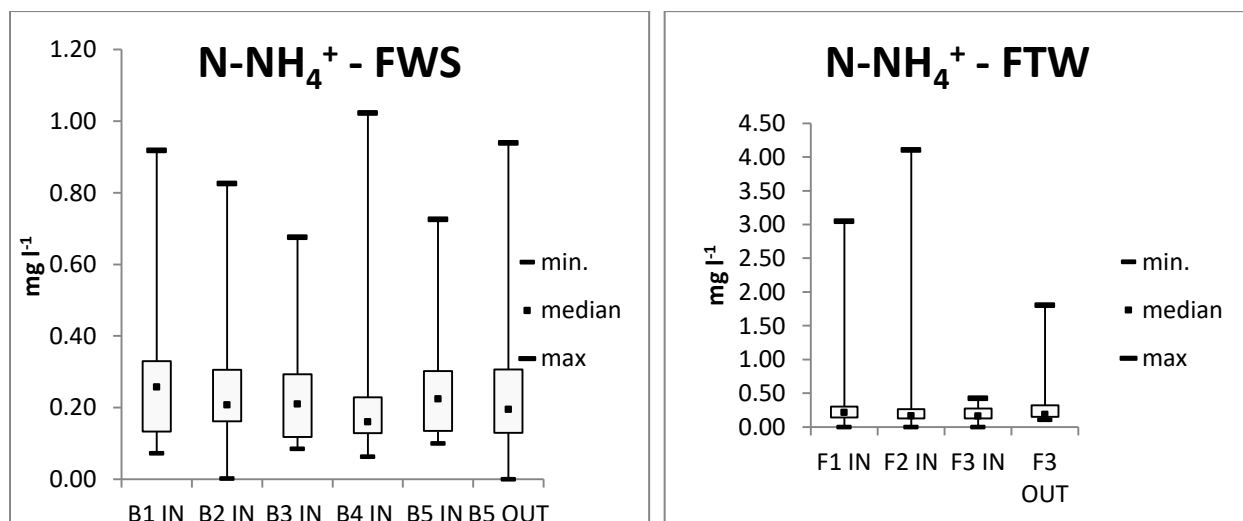 N-NH₄⁺ - FWS
1.20
1.00
0.80
0.60
0.40
0.20
0.00
mg l⁻¹
B1 IN B2 IN B3 IN B4 IN B5 IN B5 OUT
min.
median
max
N-NH₄⁺ - FTW
4.50
4.00
3.50
3.00
2.50
2.00
1.50
1.00
0.50
0.00
mg l⁻¹
F1 IN F2 IN F3 IN F3
OUT
min.
median
max